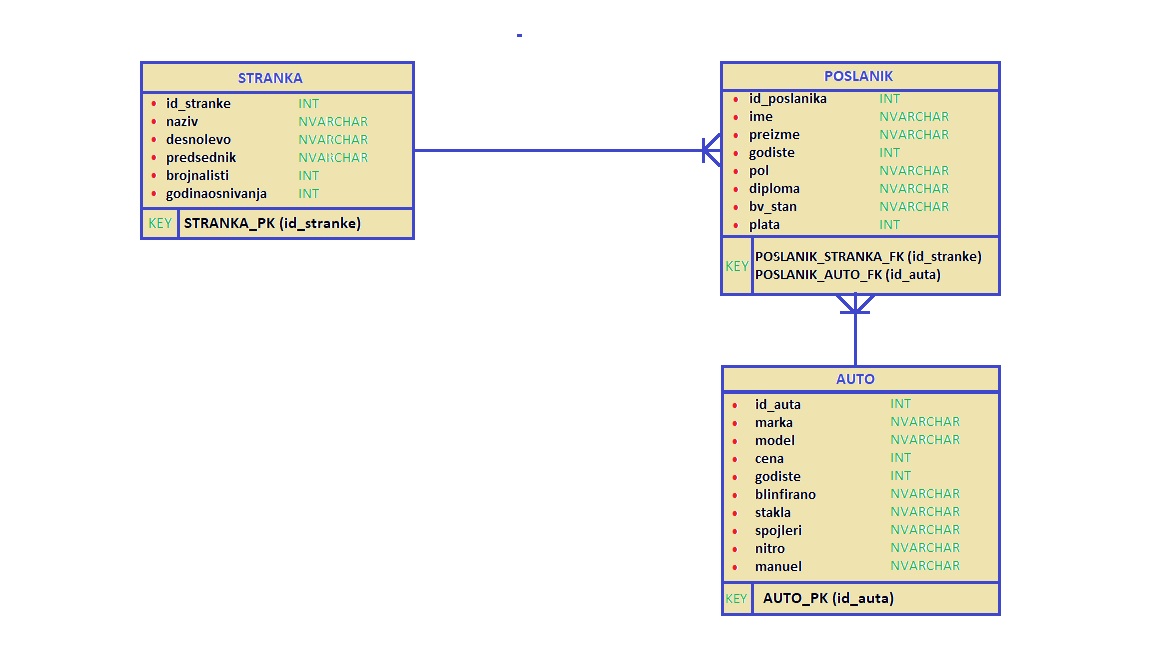 STRANKA
id_stranke INT
naziv NVARCHAR
desnolevo NVARCHAR
predsednik NVARCHAR
brojnalisti INT
godinaosnivanja INT
KEY STRANKA_PK (id_stranke)
POSLANIK
id_poslanika INT
ime NVARCHAR
preizme NVARCHAR
godiste INT
pol NVARCHAR
diploma NVARCHAR
bv_stan NVARCHAR
plata INT
KEY POSLANIK_STRANKA_FK (id_stranke)
POSLANIK_AUTO_FK (id_auta)
AUTO
id_auta INT
marka NVARCHAR
model NVARCHAR
cena INT
godiste INT
blinfirano NVARCHAR
stakla NVARCHAR
spojleri NVARCHAR
nitro NVARCHAR
manuel NVARCHAR
KEY AUTO_PK (id_auta)